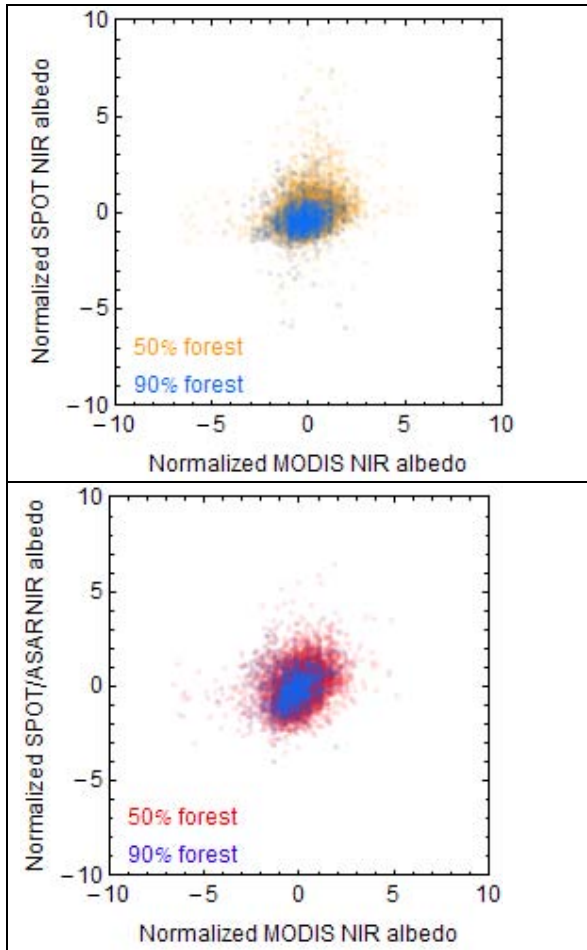 10
5
0
−5
−10
−10 −5 0 5 10
Normalized SPOT NIR albedo
50% forest
90% forest
Normalized MODIS NIR albedo
10
5
0
−5
−10
−10 −5 0 5 10
Normalized SPOT/ASARNIR albedo
50% forest
90% forest
Normalized MODIS NIR albedo